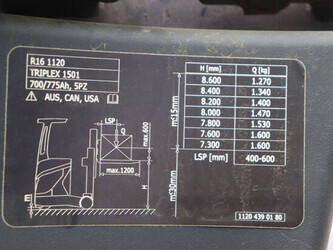 R16 1120
TRIPLEX 1501
700/775Ah, 5PZ
AUS, CAN, USA
LSP
Q
max.600
max.1200
H
E
m≤15mm
m≤30mm
H [mm] Q [kg]
8.600 1.270
8.400 1.340
8.200 1.400
8.000 1.470
7.800 1.530
7.600 1.600
7.300 1.600
LSP [mm] 400-600
1120 439 01 80